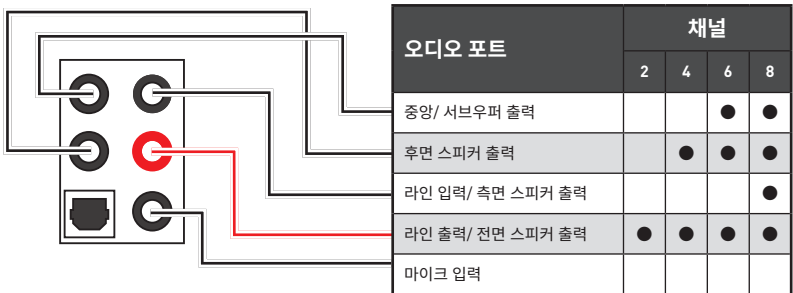 오디오 포트
채널
2 4 6 8
중앙/ 서브우퍼 출력 ● ●
후면 스피커 출력 ● ● ●
라인 입력/ 측면 스피커 출력 ●
라인 출력/ 전면 스피커 출력 ● ● ● ●
마이크 입력